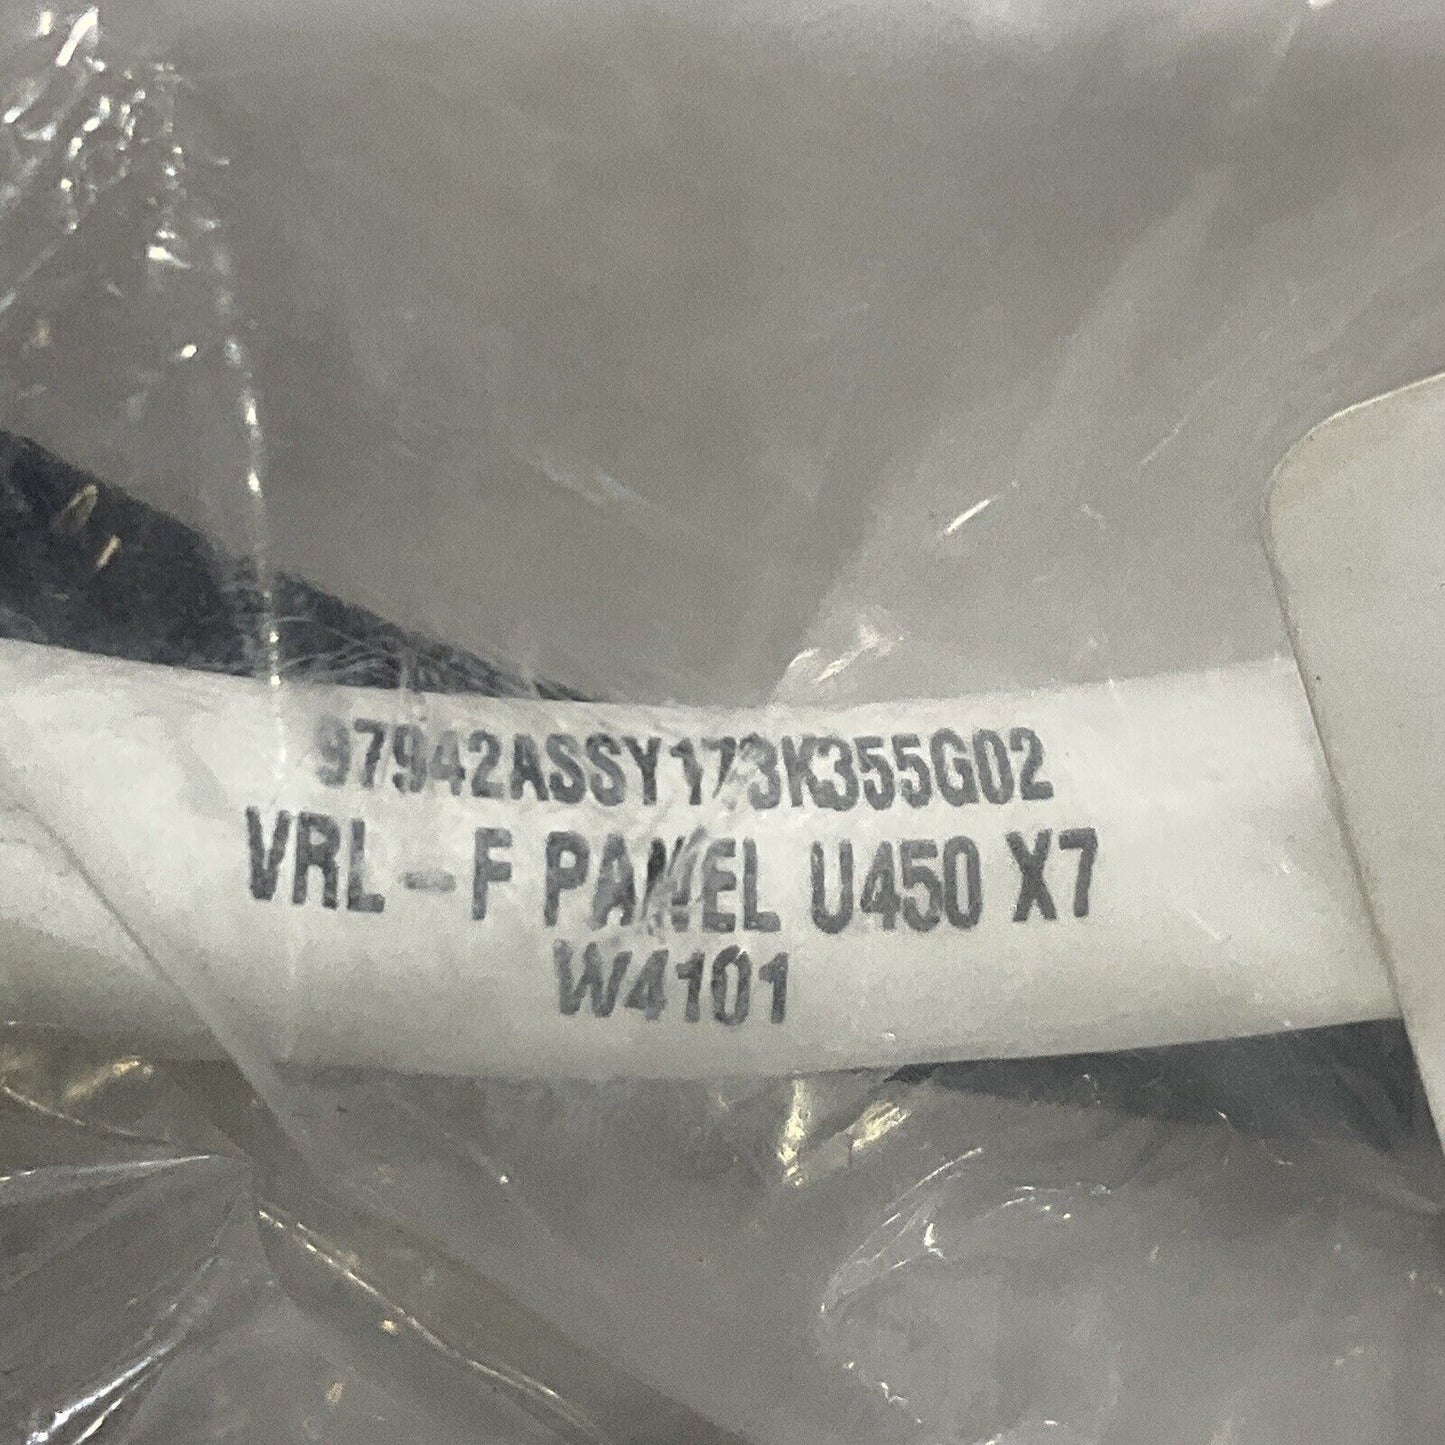 97942ASSY173K355G02
VRL-F PANEL U450 X7
W4101